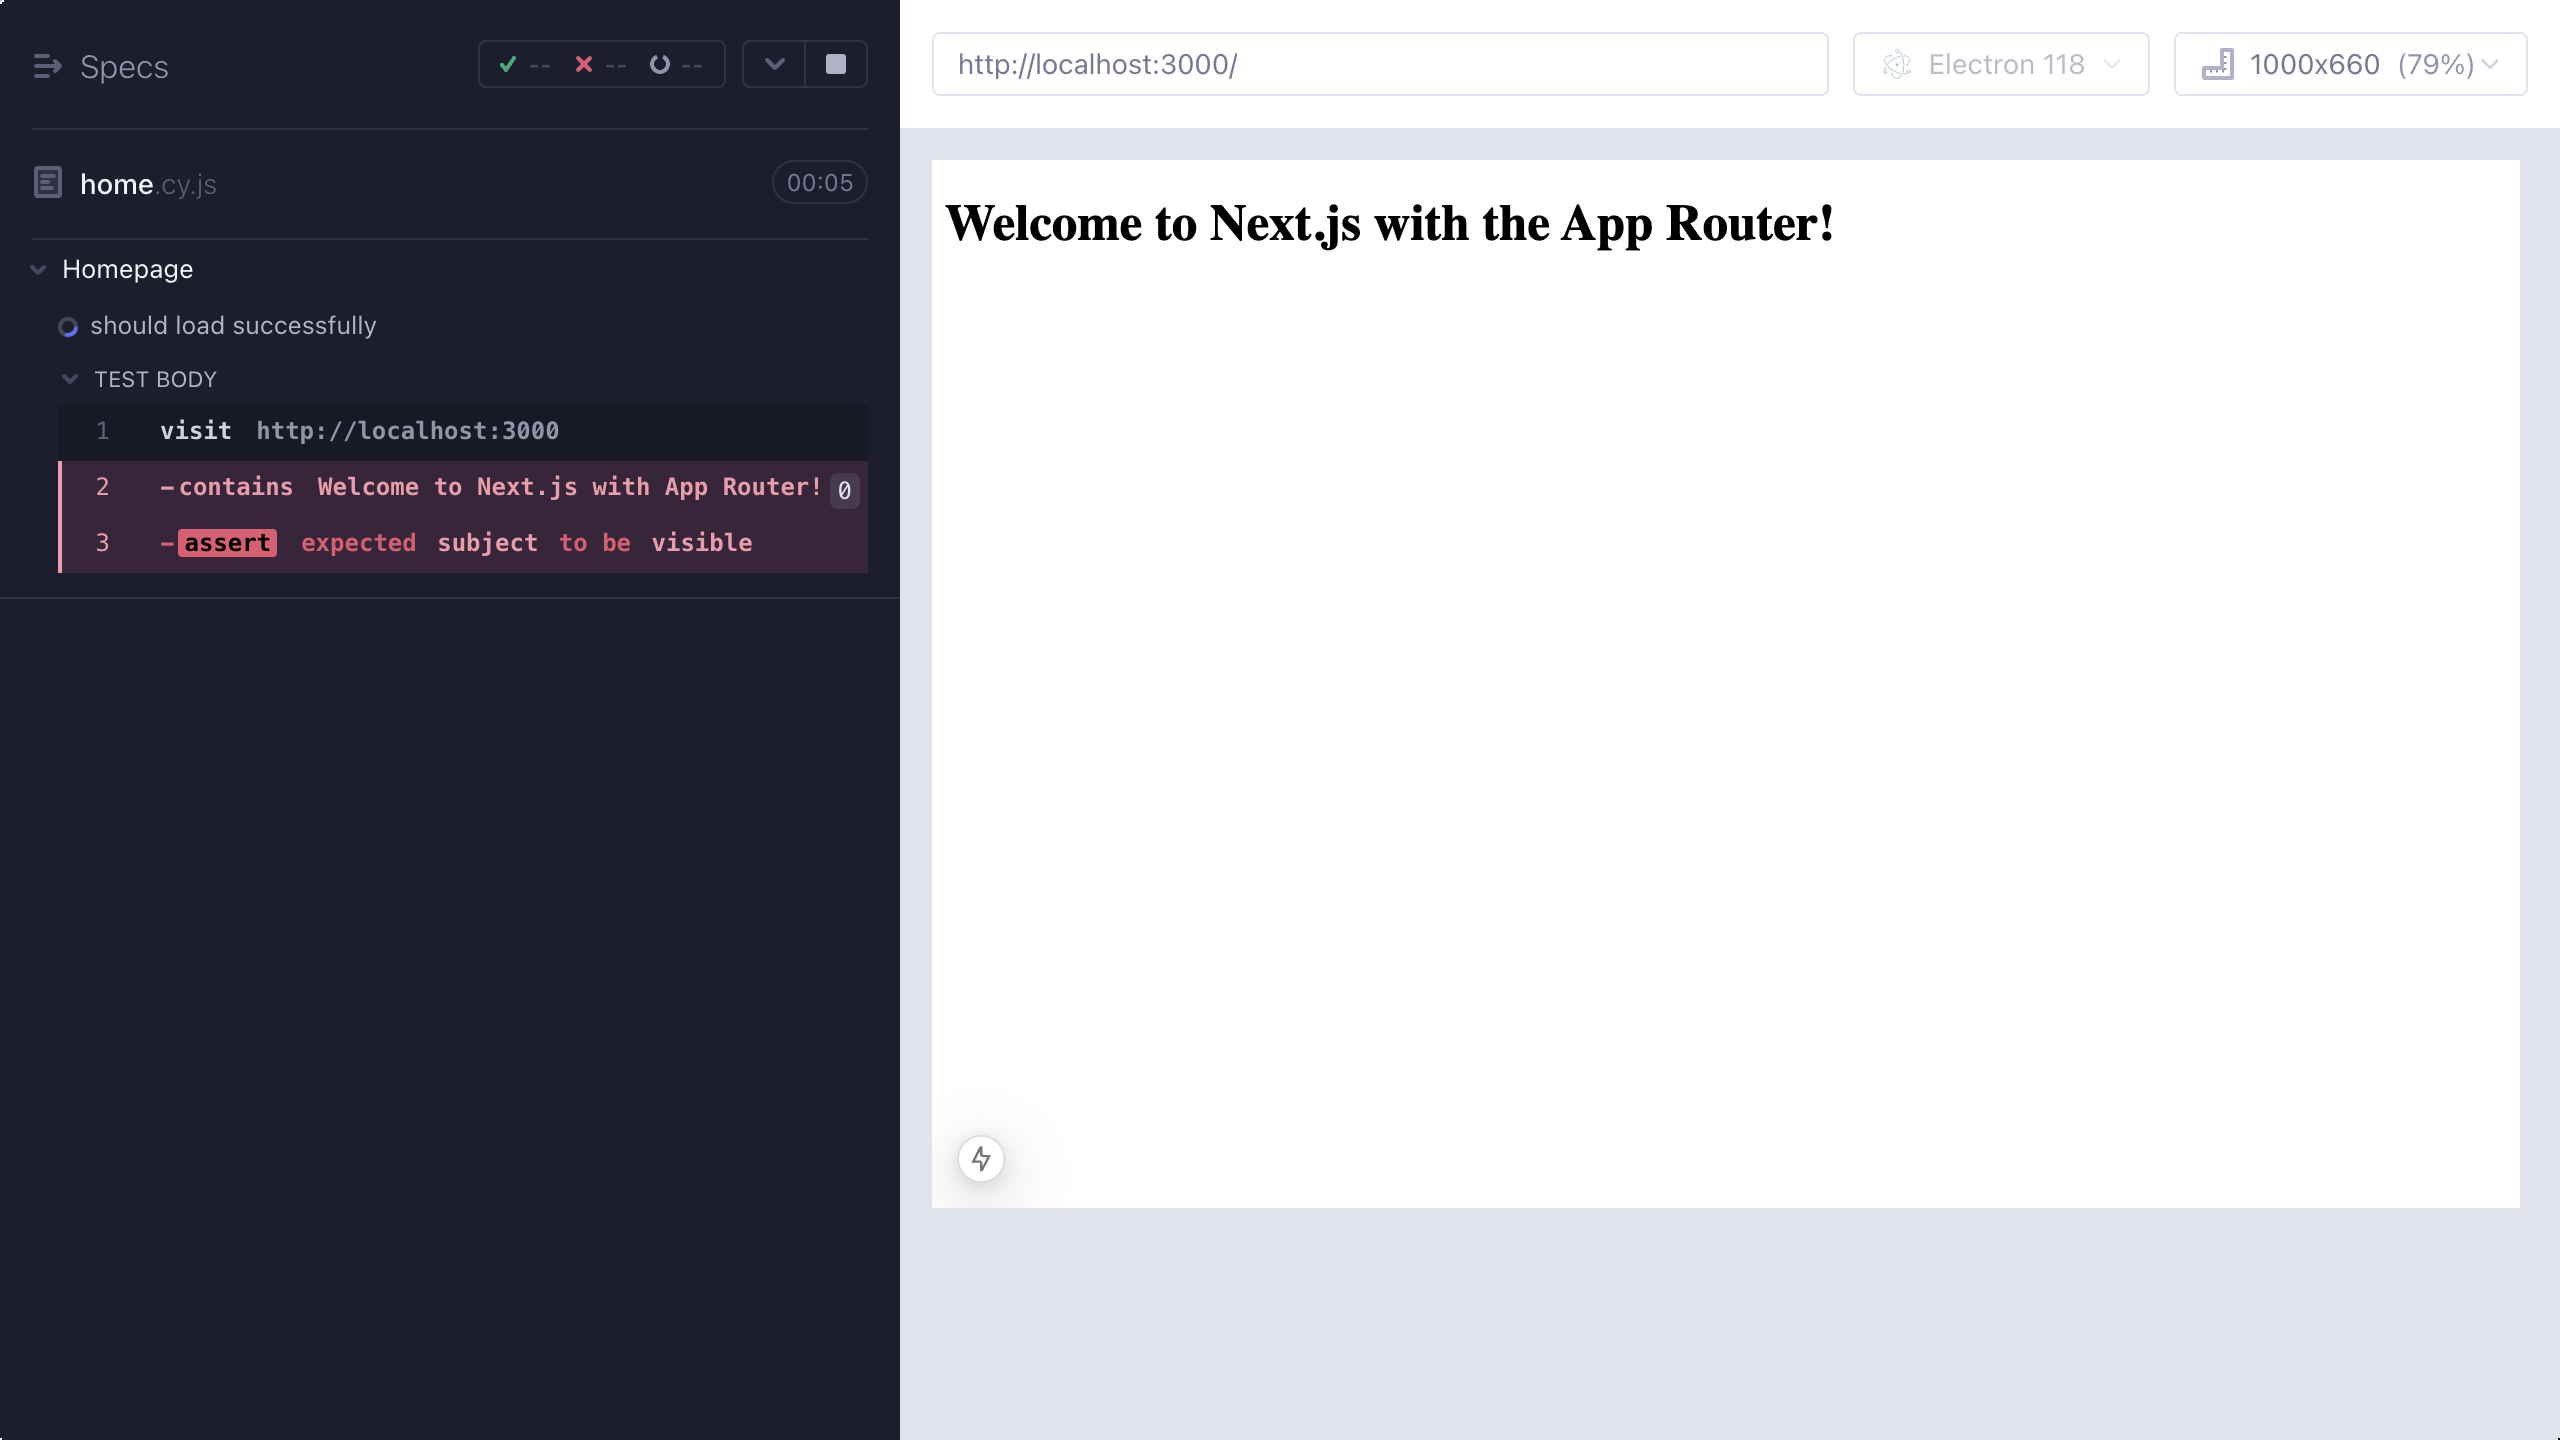 Specs
-- -- --
home.cy.js
00:05
Homepage
should load successfully
TEST BODY
1 visit http://localhost:3000
2 -contains Welcome to Next.js with App Router! 0
3 -assert expected subject to be visible
http://localhost:3000/
Electron 118
1000x660 (79%)
Welcome to Next.js with the App Router!